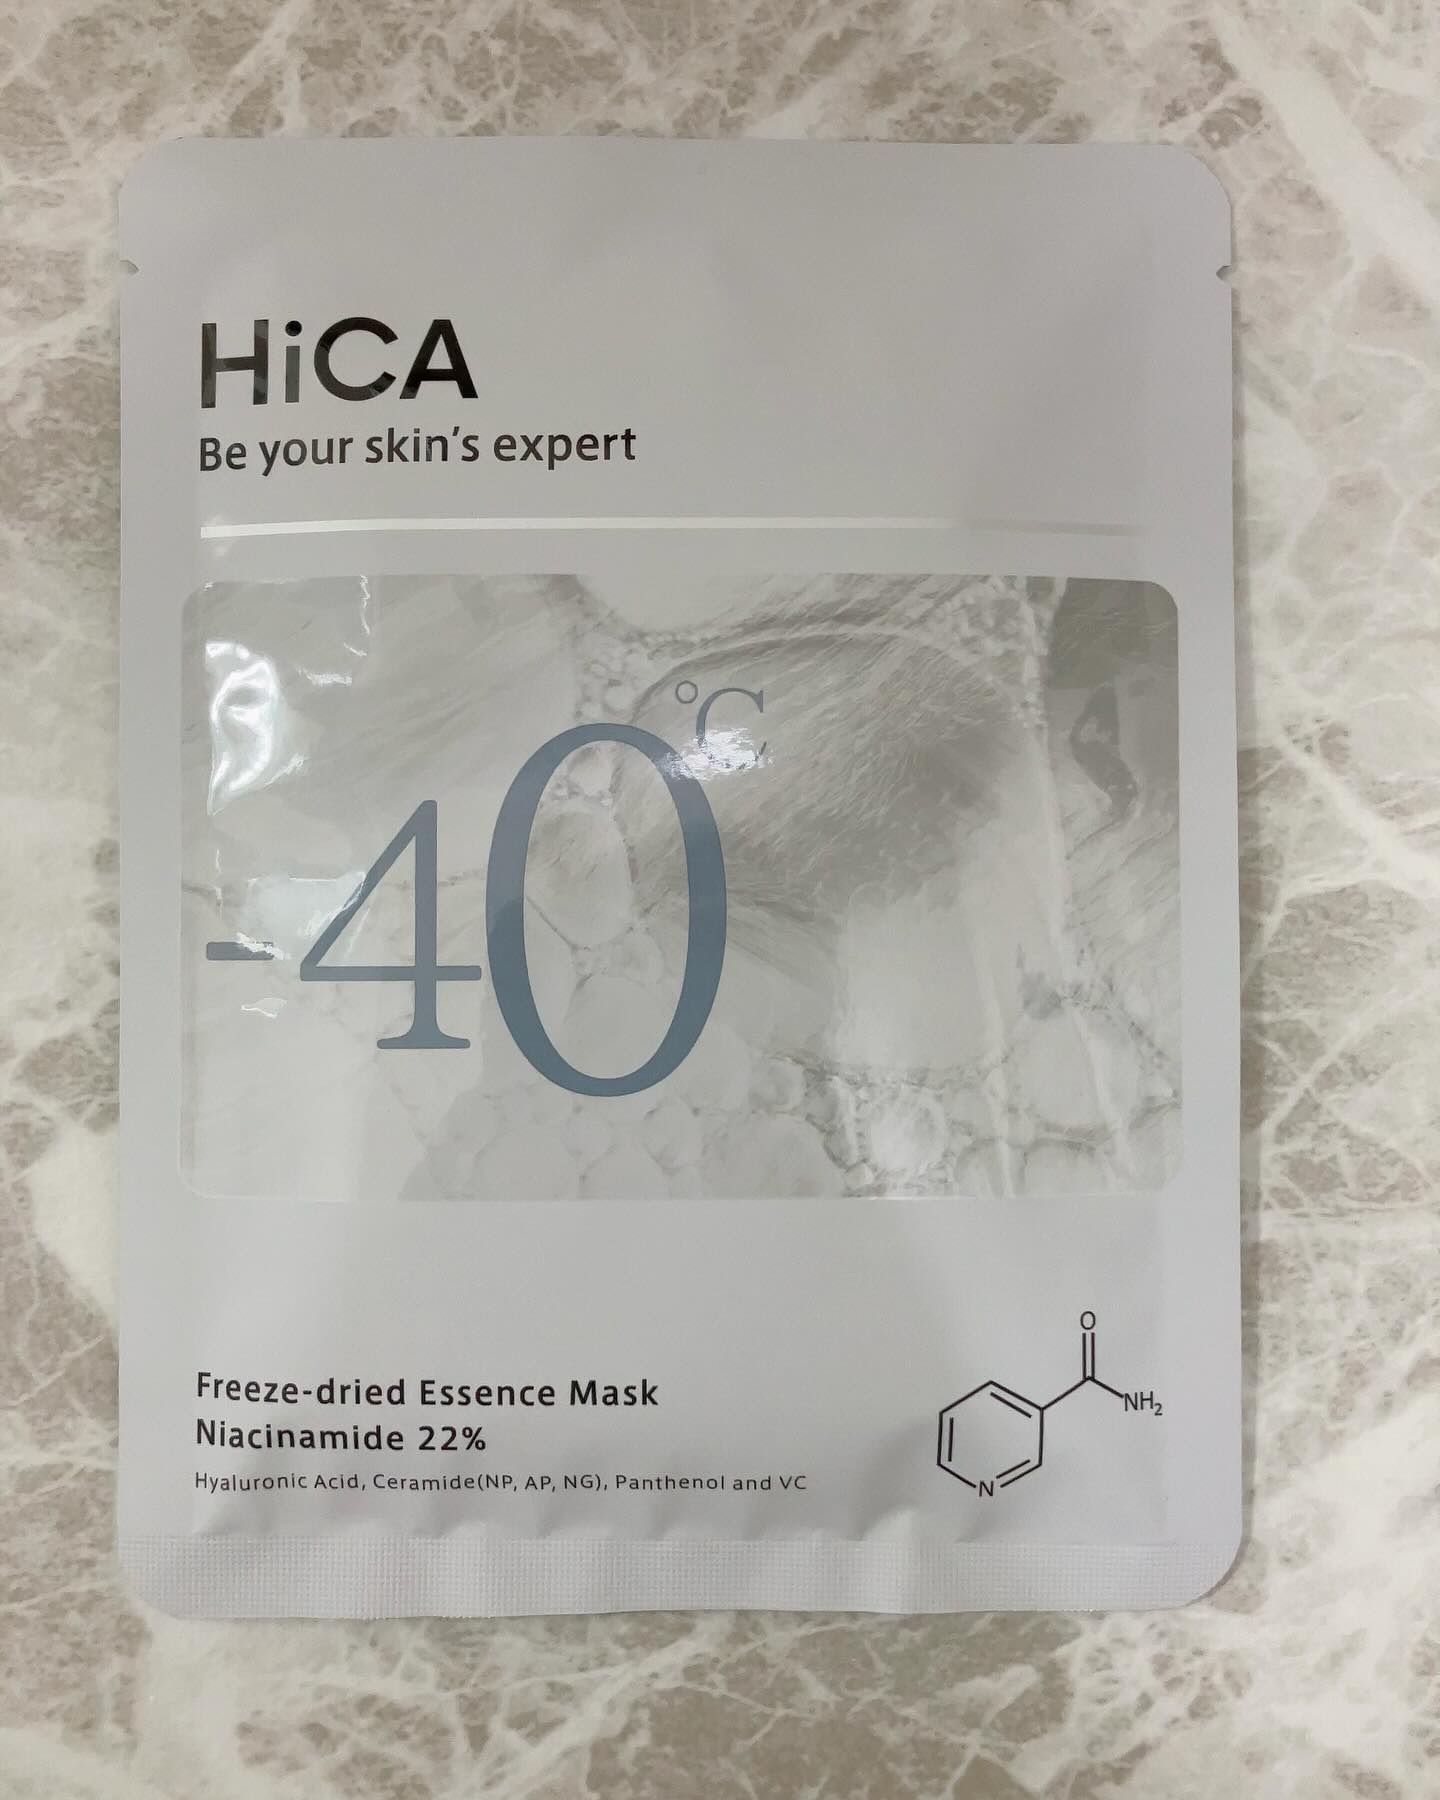 HiCA
Be your skin's expert
-40℃
Freeze-dried Essence Mask
Niacinamide 22%
Hyaluronic Acid, Ceramide(NP, AP, NG), Panthenol and VC
O
NH₂
N